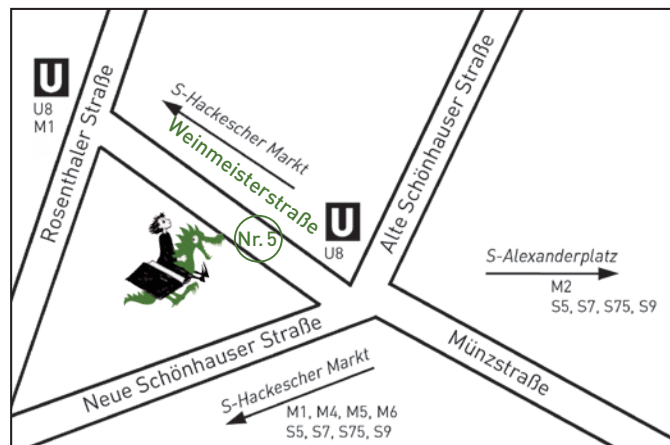 U
U8
M1
Rosenthaler Straße
S-Hackescher Markt
Weinmeisterstraße
Nr. 5
U
U8
Alte Schönhauser Straße
S-Alexanderplatz
M2
S5, S7, S75, S9
Neue Schönhauser Straße
Münzstraße
S-Hackescher Markt
M1, M4, M5, M6
S5, S7, S75, S9